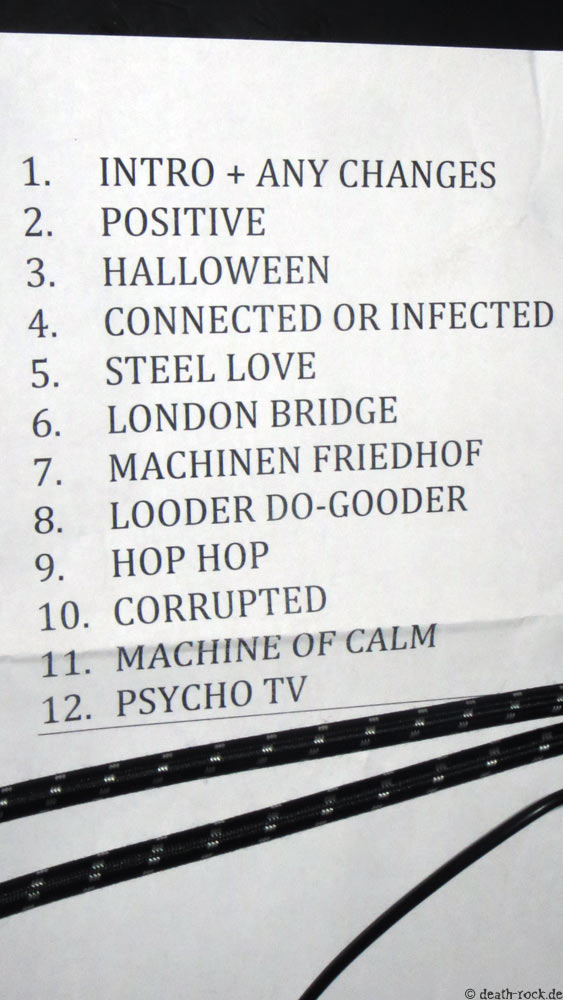 1. INTRO + ANY CHANGES
2. POSITIVE
3. HALLOWEEN
4. CONNECTED OR INFECTED
5. STEEL LOVE
6. LONDON BRIDGE
7. MACHINEN FRIEDHOF
8. LOODER DO-GOODER
9. HOP HOP
10. CORRUPTED
11. MACHINE OF CALM
12. PSYCHO TV
© death-rock.de